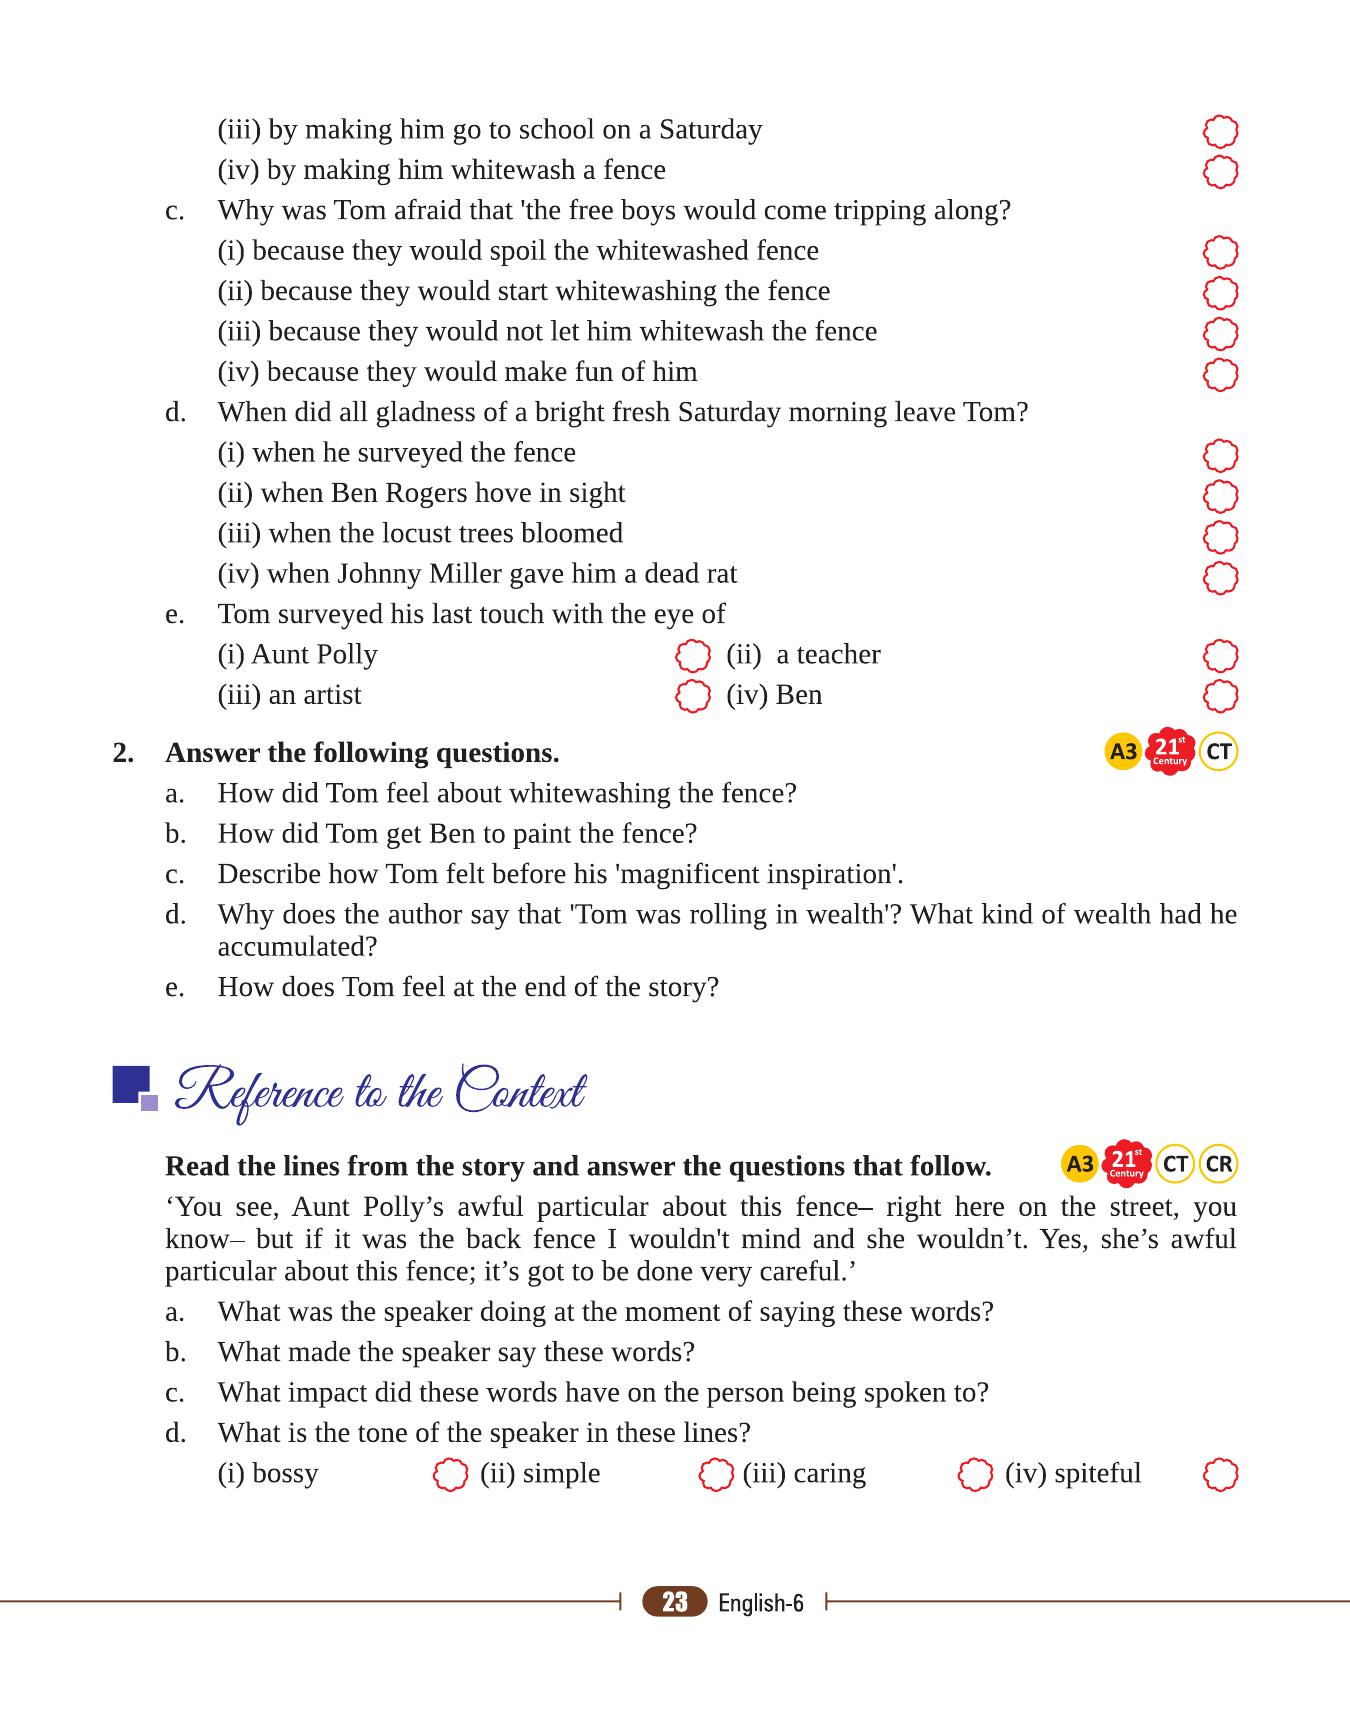 (iii) by making him go to school on a Saturday
(iv) by making him whitewash a fence
c. Why was Tom afraid that 'the free boys would come tripping along?
(i) because they would spoil the whitewashed fence
(ii) because they would start whitewashing the fence
(iii) because they would not let him whitewash the fence
(iv) because they would make fun of him
d. When did all gladness of a bright fresh Saturday morning leave Tom?
(i) when he surveyed the fence
(ii) when Ben Rogers hove in sight
(iii) when the locust trees bloomed
(iv) when Johnny Miller gave him a dead rat
e. Tom surveyed his last touch with the eye of
(i) Aunt Polly (ii) a teacher
(iii) an artist (iv) Ben
2. Answer the following questions. A3 21st Century CT
a. How did Tom feel about whitewashing the fence?
b. How did Tom get Ben to paint the fence?
c. Describe how Tom felt before his 'magnificent inspiration'.
d. Why does the author say that 'Tom was rolling in wealth'? What kind of wealth had he
accumulated?
e. How does Tom feel at the end of the story?
Reference to the Context
Read the lines from the story and answer the questions that follow. A3 21st Century CT CR
‘You see, Aunt Polly’s awful particular about this fence– right here on the street, you
know– but if it was the back fence I wouldn't mind and she wouldn’t. Yes, she’s awful
particular about this fence; it’s got to be done very careful.’
a. What was the speaker doing at the moment of saying these words?
b. What made the speaker say these words?
c. What impact did these words have on the person being spoken to?
d. What is the tone of the speaker in these lines?
(i) bossy (ii) simple (iii) caring (iv) spiteful
23 English-6